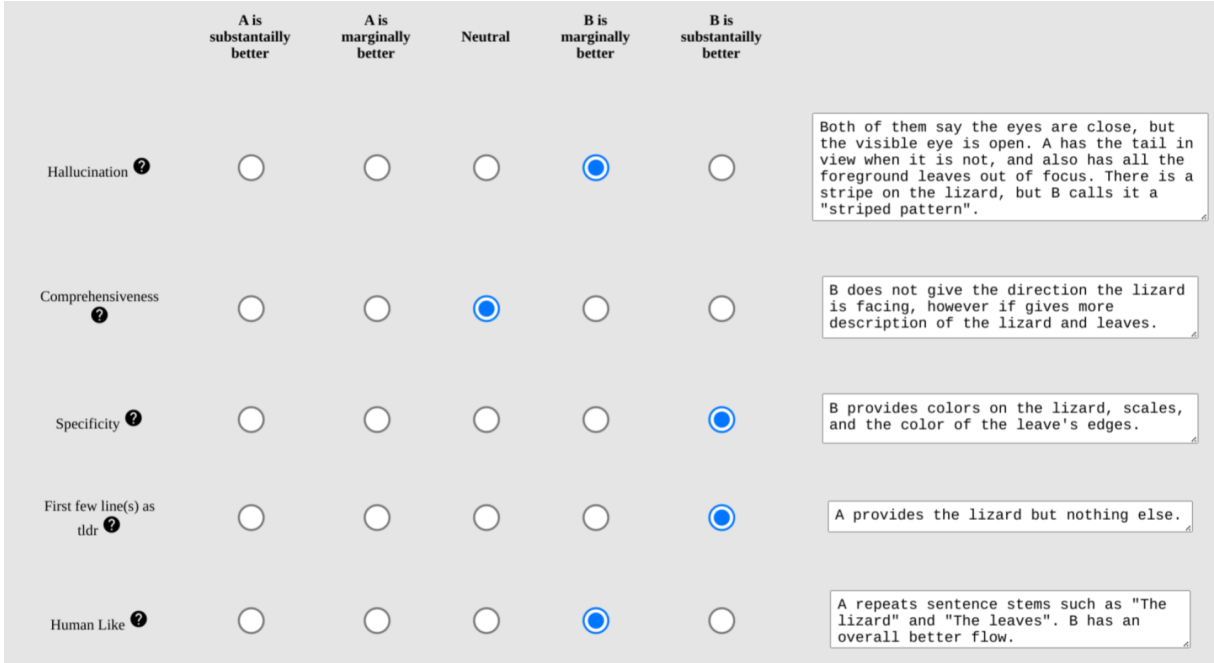 A is substantailly better
A is marginally better
Neutral
B is marginally better
B is substantailly better
Hallucination ?
Both of them say the eyes are close, but
the visible eye is open. A has the tail in
view when it is not, and also has all the
foreground leaves out of focus. There is a
stripe on the lizard, but B calls it a
"striped pattern".
Comprehensiveness
?
B does not give the direction the lizard
is facing, however if gives more
description of the lizard and leaves.
Specificity ?
B provides colors on the lizard, scales,
and the color of the leave's edges.
First few line(s) as
tldr ?
A provides the lizard but nothing else.
Human Like ?
A repeats sentence stems such as "The
lizard" and "The leaves". B has an
overall better flow.